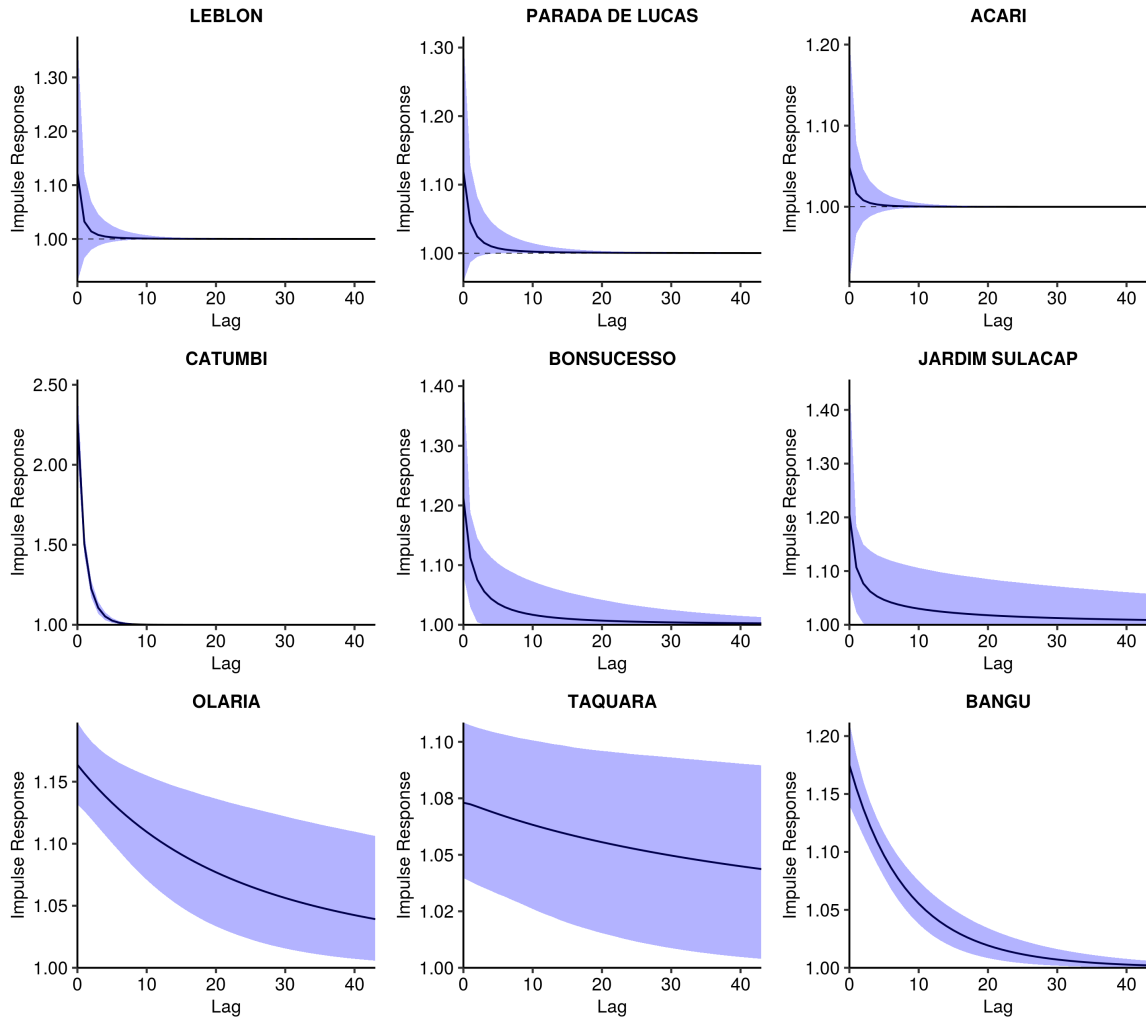 LEBLON
PARADA DE LUCAS
ACARI
Impulse Response
1.30
1.20
1.10
1.00
0 10 20 30 40
Lag
Impulse Response
1.30
1.20
1.10
1.00
0 10 20 30 40
Lag
Impulse Response
1.20
1.10
1.00
0 10 20 30 40
Lag
CATUMBI
BONSUCESSO
JARDIM SULACAP
Impulse Response
2.50
2.00
1.50
1.00
0 10 20 30 40
Lag
Impulse Response
1.40
1.30
1.20
1.10
1.00
0 10 20 30 40
Lag
Impulse Response
1.40
1.30
1.20
1.10
1.00
0 10 20 30 40
Lag
OLARIA
TAQUARA
BANGU
Impulse Response
1.15
1.10
1.05
1.00
0 10 20 30 40
Lag
Impulse Response
1.10
1.08
1.05
1.02
1.00
0 10 20 30 40
Lag
Impulse Response
1.20
1.15
1.10
1.05
1.00
0 10 20 30 40
Lag